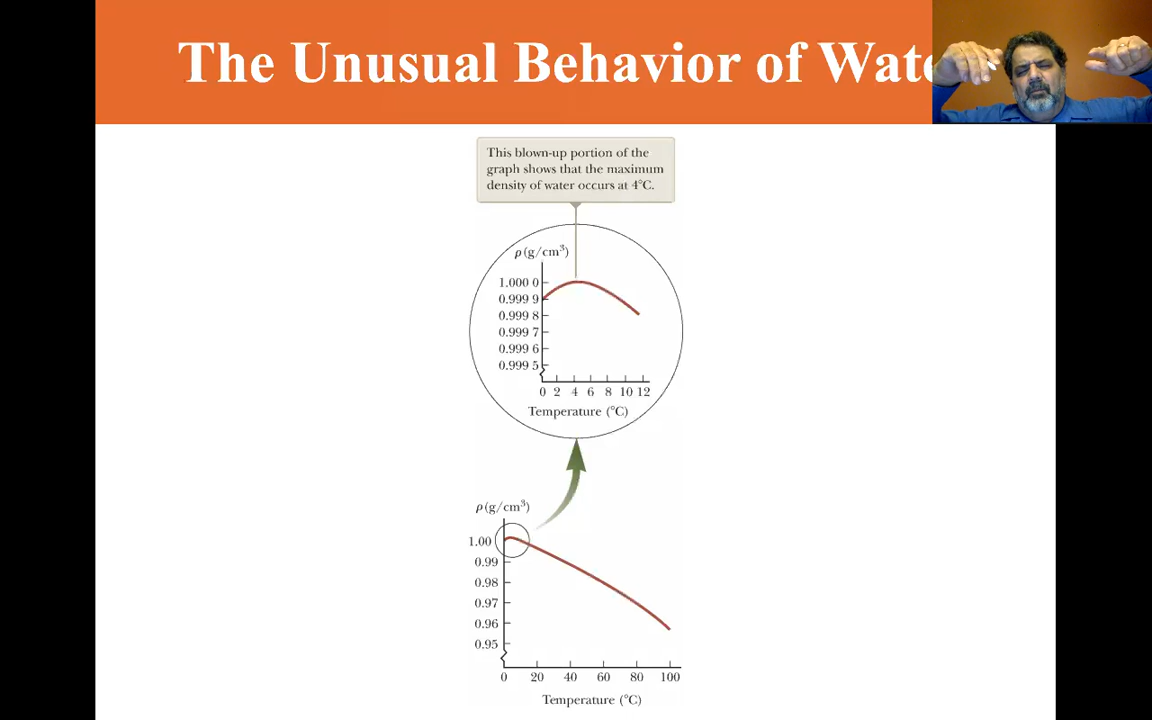 The Unusual Behavior of Wate
This blown-up portion of the
graph shows that the maximum
density of water occurs at 4°C.
ρ (g/cm³)
1.000 0
0.999 9
0.999 8
0.999 7
0.999 6
0.999 5
0 2 4 6 8 10 12
Temperature (°C)
ρ (g/cm³)
1.00
0.99
0.98
0.97
0.96
0.95
0 20 40 60 80 100
Temperature (°C)